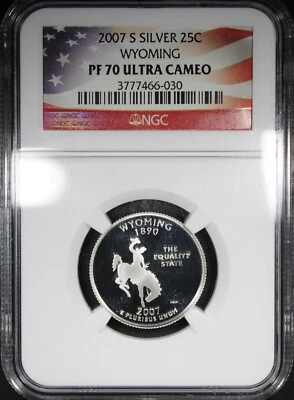 2007 S SILVER 25C
WYOMING
PF 70 ULTRA CAMEO
3777466-030
NGC
WYOMING
1890
THE
EQUALITY
STATE
2007
E PLURIBUS UNUM